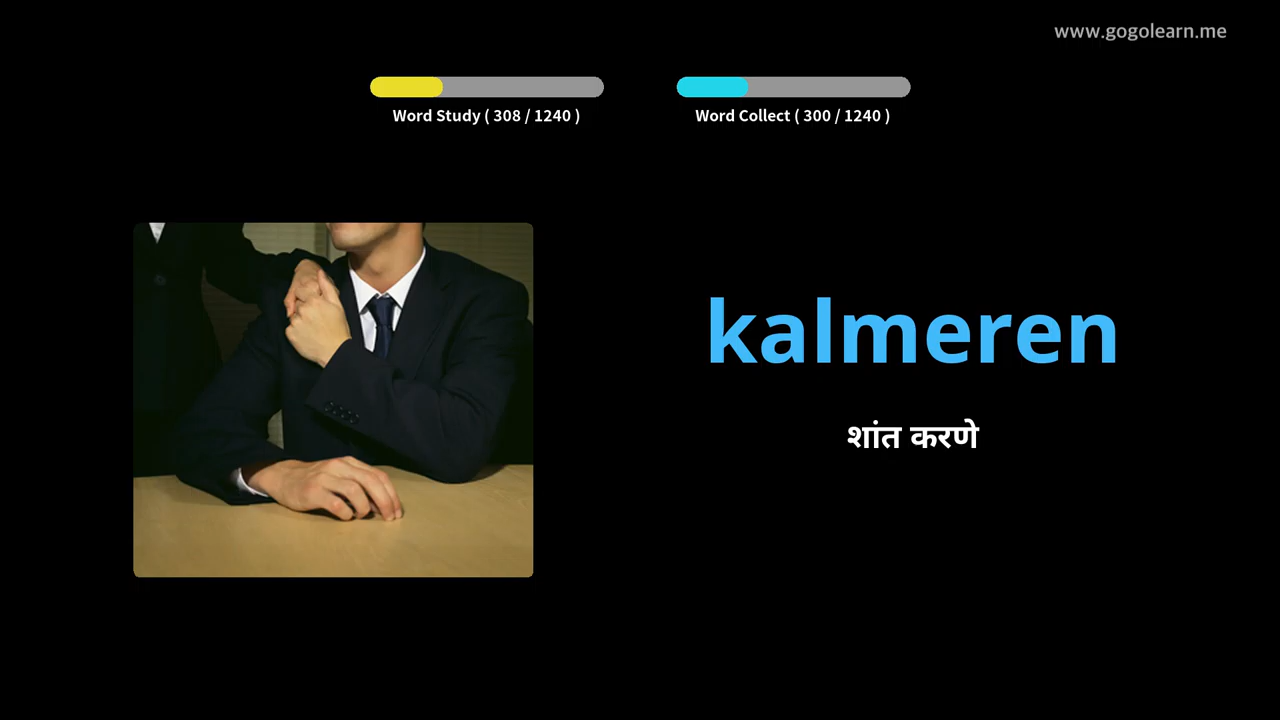 www.gogolearn.me
Word Study ( 308 / 1240 )
Word Collect ( 300 / 1240 )
kalmeren
शांत करणे